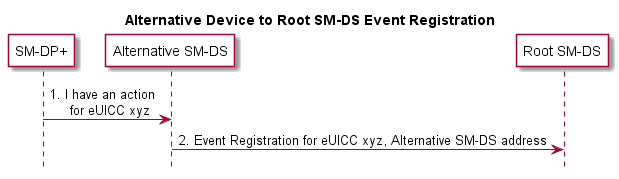 Alternative Device to Root SM-DS Event Registration
SM-DP+
Alternative SM-DS
Root SM-DS
1. I have an action
for eUICC xyz
2. Event Registration for eUICC xyz, Alternative SM-DS address